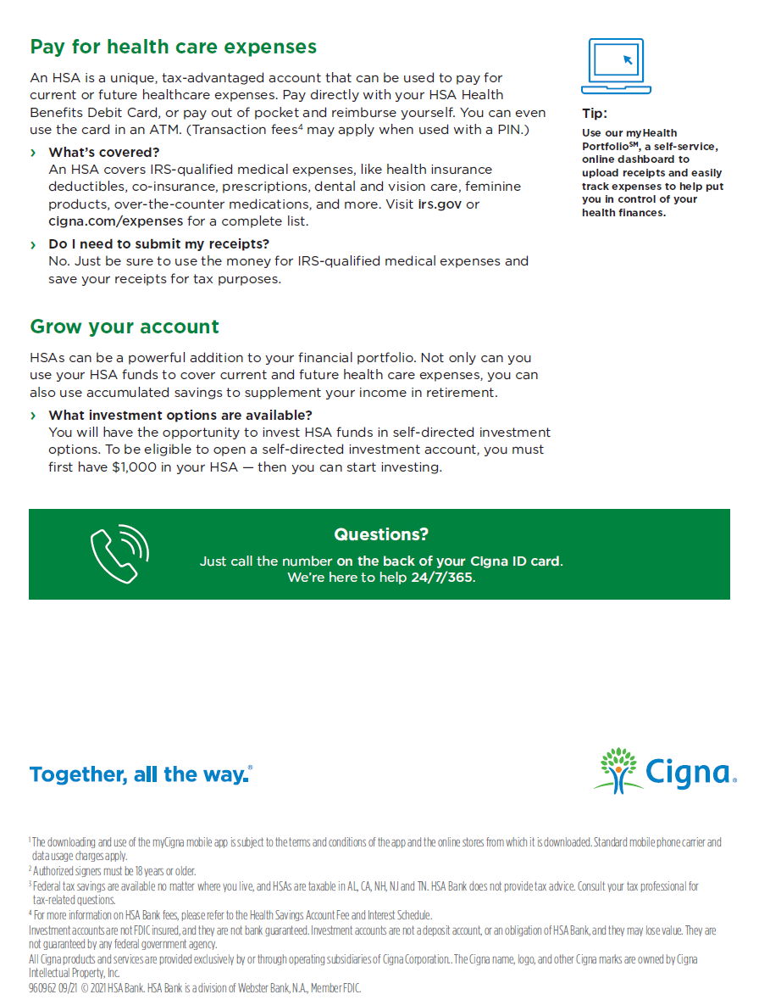 Pay for health care expenses
An HSA is a unique, tax-advantaged account that can be used to pay for
current or future healthcare expenses. Pay directly with your HSA Health
Benefits Debit Card, or pay out of pocket and reimburse yourself. You can even
use the card in an ATM. (Transaction fees⁴ may apply when used with a PIN.)
› What's covered?
An HSA covers IRS-qualified medical expenses, like health insurance
deductibles, co-insurance, prescriptions, dental and vision care, feminine
products, over-the-counter medications, and more. Visit irs.gov or
cigna.com/expenses for a complete list.
› Do I need to submit my receipts?
No. Just be sure to use the money for IRS-qualified medical expenses and
save your receipts for tax purposes.
Tip:
Use our myHealth
Portfolio℠, a self-service,
online dashboard to
upload receipts and easily
track expenses to help put
you in control of your
health finances.
Grow your account
HSAs can be a powerful addition to your financial portfolio. Not only can you
use your HSA funds to cover current and future health care expenses, you can
also use accumulated savings to supplement your income in retirement.
› What investment options are available?
You will have the opportunity to invest HSA funds in self-directed investment
options. To be eligible to open a self-directed investment account, you must
first have $1,000 in your HSA — then you can start investing.
Questions?
Just call the number on the back of your Cigna ID card.
We're here to help 24/7/365.
Together, all the way.®
Cigna®
¹ The downloading and use of the myCigna mobile app is subject to the terms and conditions of the app and the online stores from which it is downloaded. Standard mobile phone carrier and
data usage charges apply.
² Authorized signers must be 18 years or older.
³ Federal tax savings are available no matter where you live, and HSAs are taxable in AL, CA, NH, NJ and TN. HSA Bank does not provide tax advice. Consult your tax professional for
tax-related questions.
⁴ For more information on HSA Bank fees, please refer to the Health Savings Account Fee and Interest Schedule.
Investment accounts are not FDIC insured, and they are not bank guaranteed. Investment accounts are not a deposit account, or an obligation of HSA Bank, and they may lose value. They are
not guaranteed by any federal government agency.
All Cigna products and services are provided exclusively by or through operating subsidiaries of Cigna Corporation.. The Cigna name, logo, and other Cigna marks are owned by Cigna
Intellectual Property, Inc.
960962 09/21 © 2021 HSA Bank. HSA Bank is a division of Webster Bank, N.A., Member FDIC.